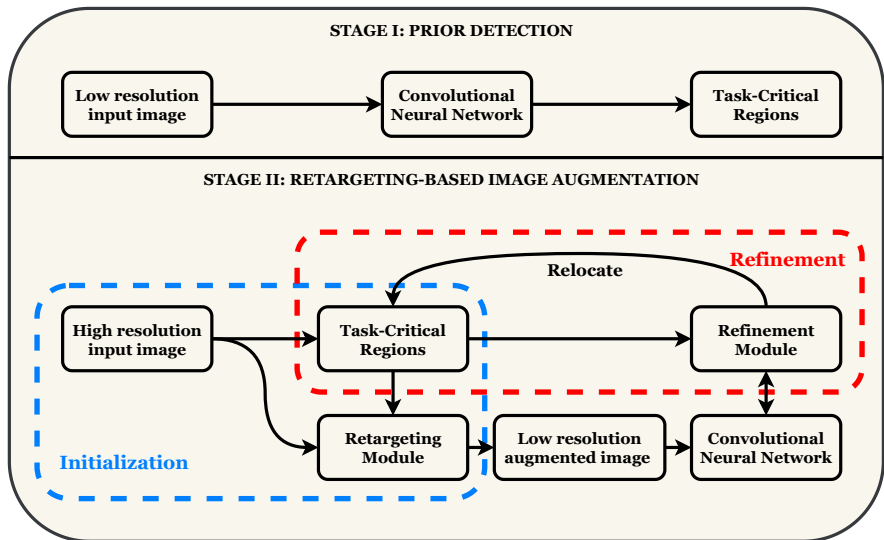 STAGE I: PRIOR DETECTION
Low resolution
input image
Convolutional
Neural Network
Task-Critical
Regions
STAGE II: RETARGETING-BASED IMAGE AUGMENTATION
Refinement
Relocate
High resolution
input image
Task-Critical
Regions
Refinement
Module
Initialization
Retargeting
Module
Low resolution
augmented image
Convolutional
Neural Network